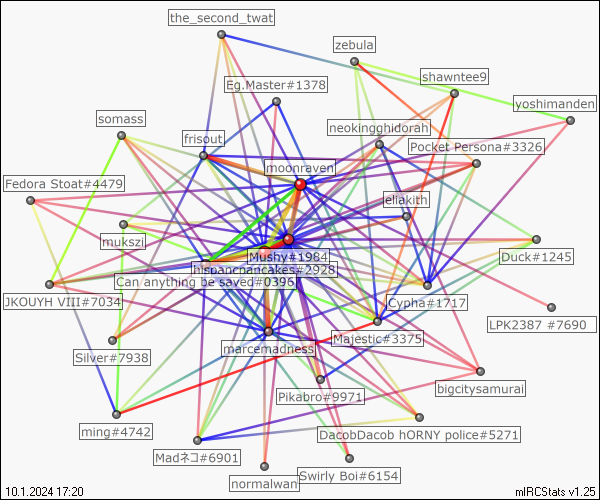 the_second_twat
zebula
shawntee9
Eg.Master#1378
yoshimanden
somass
neokingghidorah
frisout
Pocket Persona#3326
moonraven
Fedora Stoat#4479
eliakith
mukszi
Mushy#1984
Duck#1245
hispancpancakes#2928
Can anything be saved#0396
JKOUYH VIII#7034
Cypha#1717
LPK2387 #7690
Majestic#3375
marcemadness
Silver#7938
bigcitysamurai
Pikabro#9971
ming#4742
DacobDacob hORNY police#5271
Madネコ#6901
Swirly Boi#6154
normalwan
10.1.2024 17:20
mIRCStats v1.25